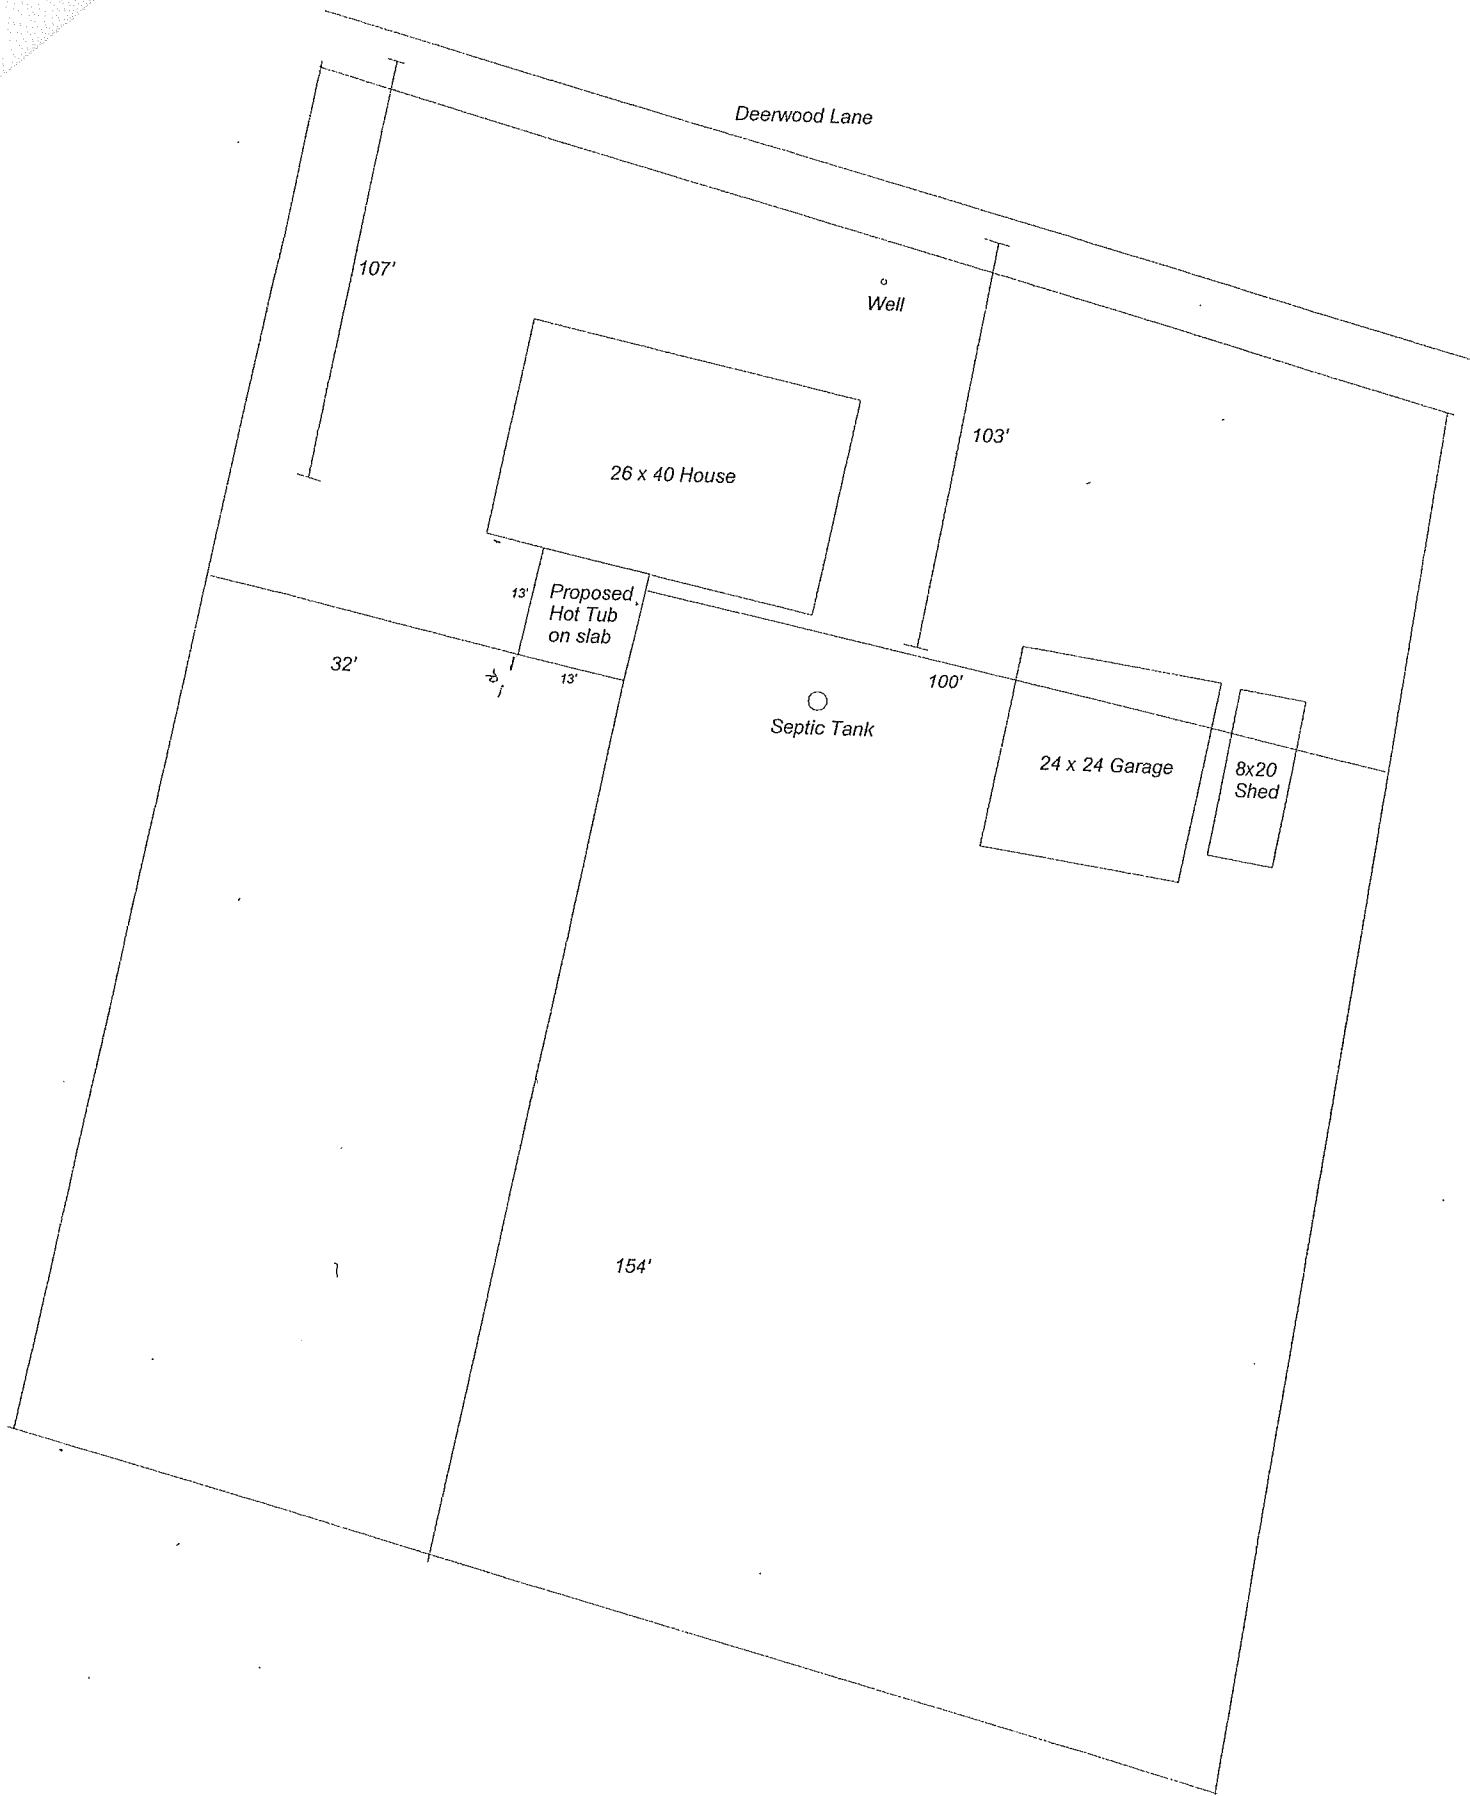 Deerwood Lane
107'
Well
103'
26 x 40 House
13'
Proposed
Hot Tub
on slab
32'
13'
100'
Septic Tank
24 x 24 Garage
8x20
Shed
154'